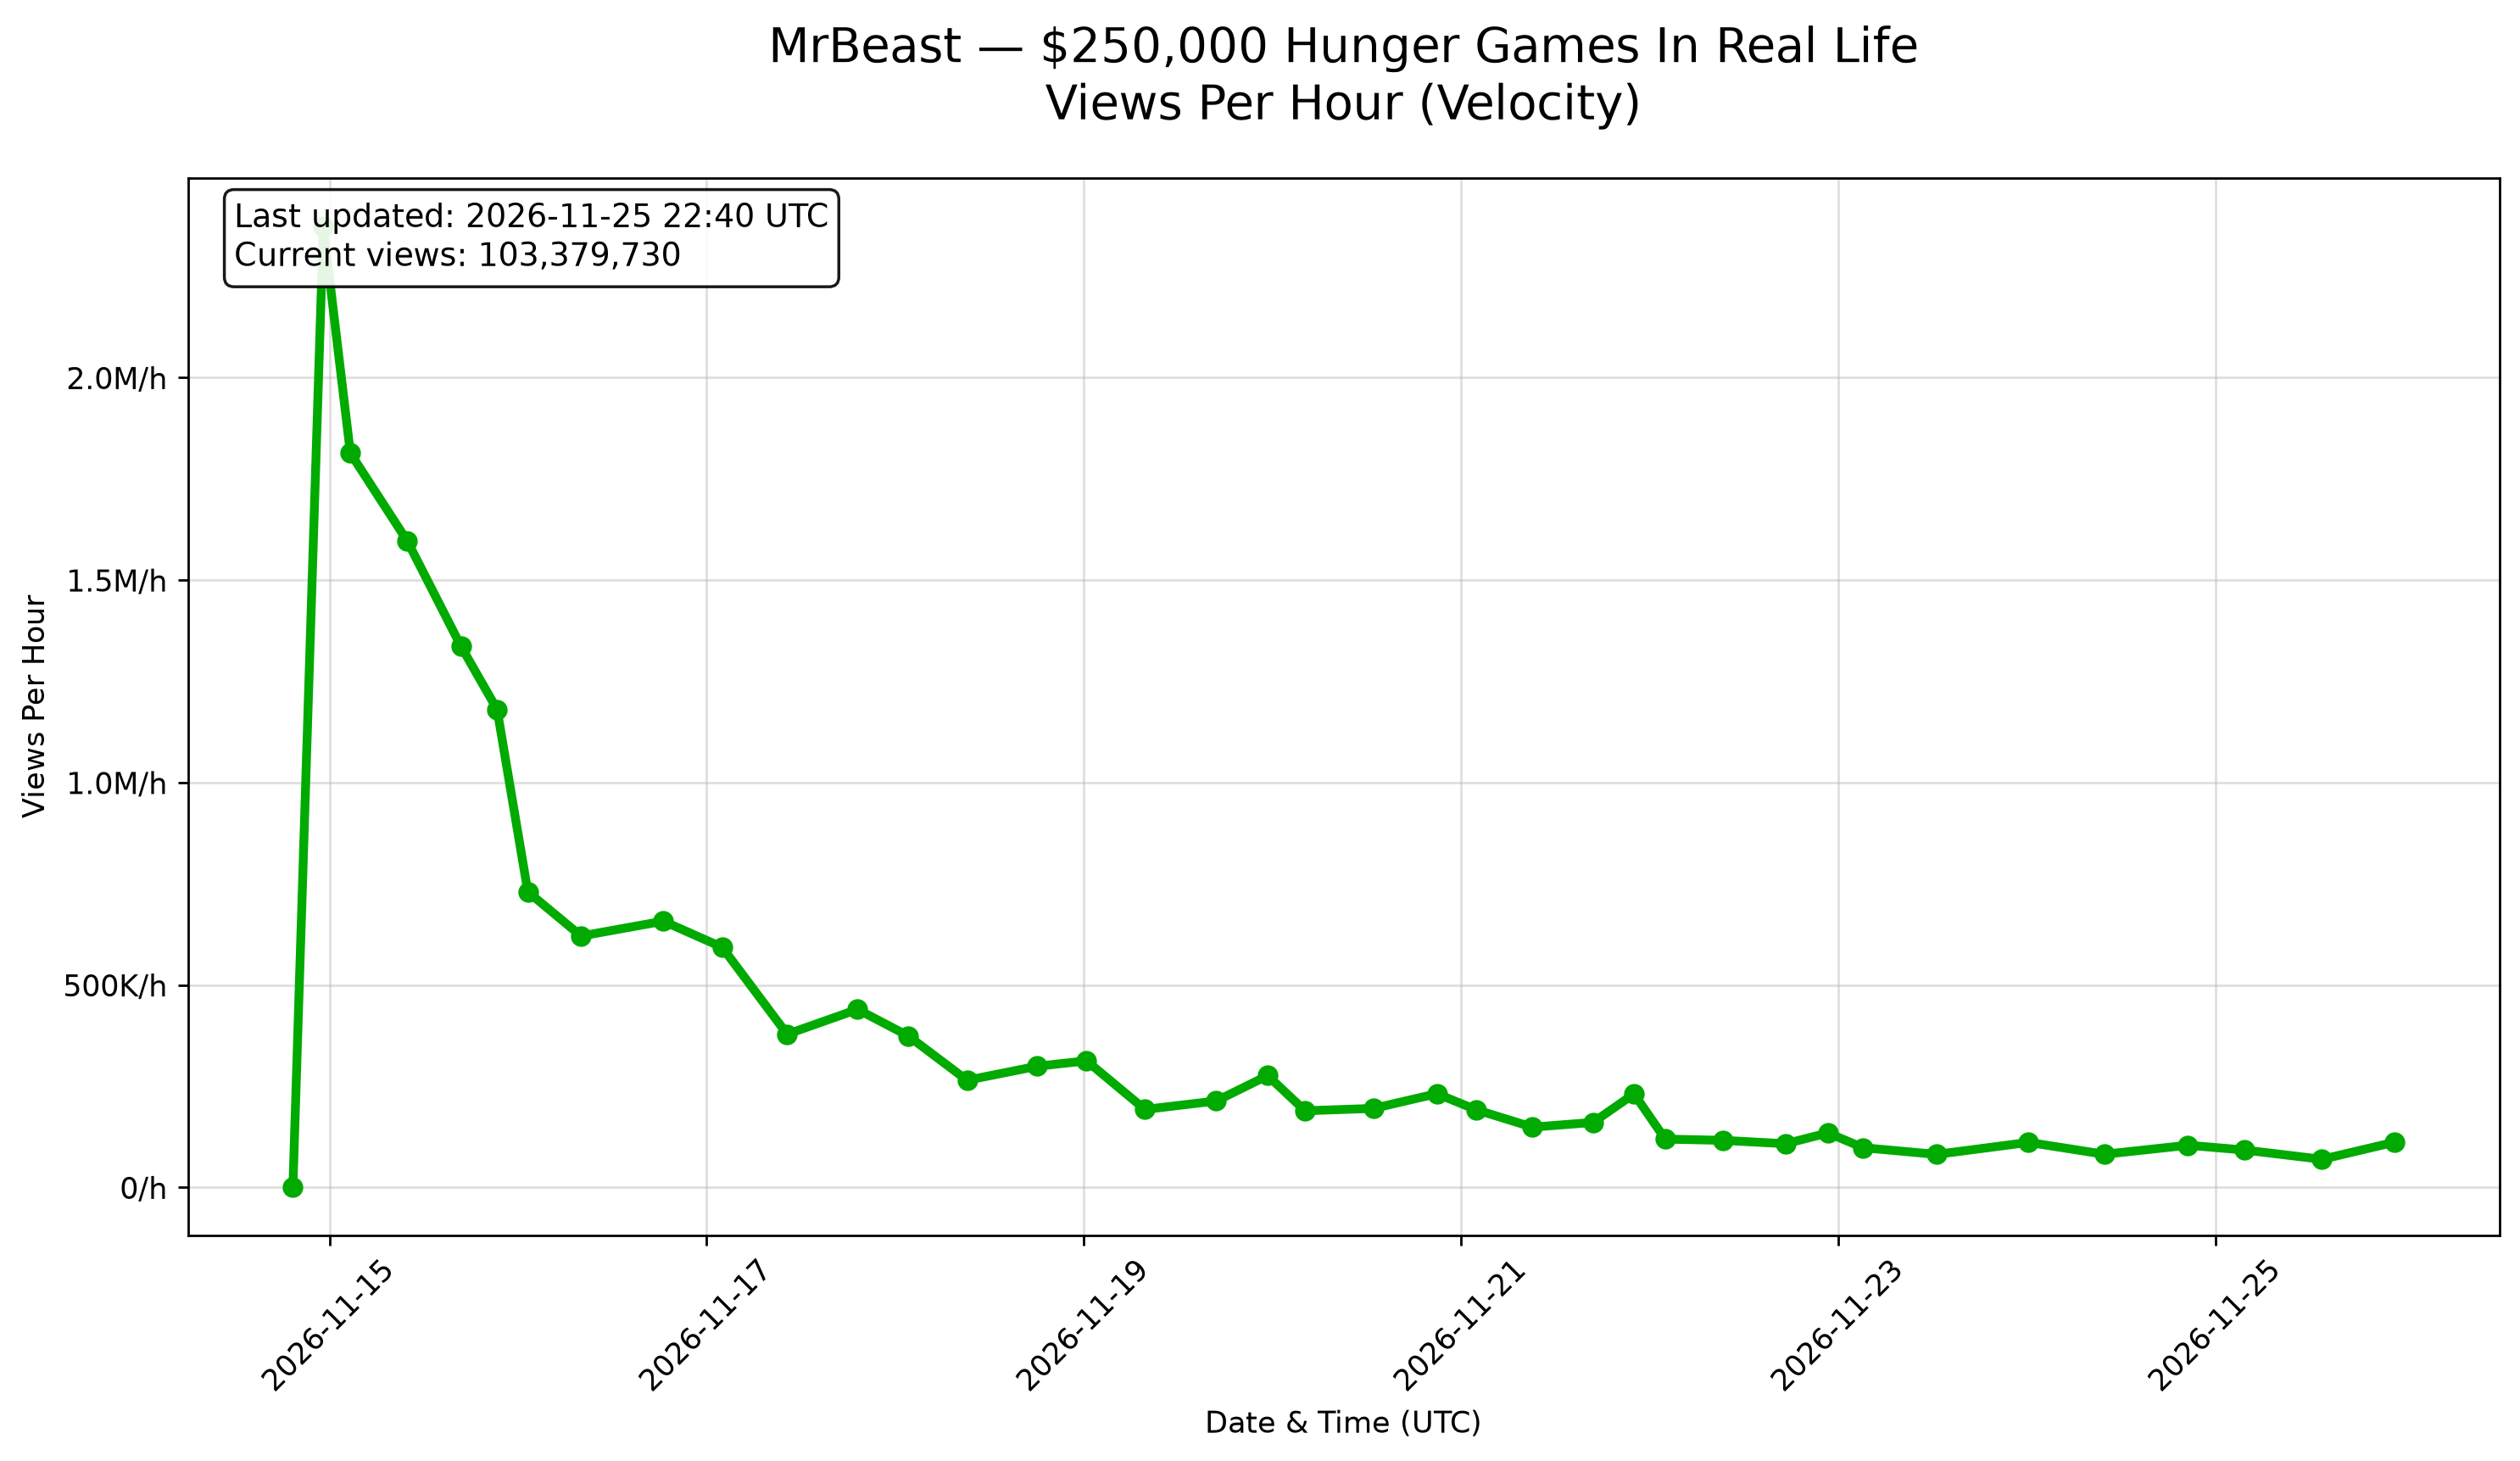 MrBeast — $250,000 Hunger Games In Real Life
Views Per Hour (Velocity)
Last updated: 2026-11-25 22:40 UTC
Current views: 103,379,730
2.0M/h
1.5M/h
1.0M/h
500K/h
0/h
Views Per Hour
2026-11-15
2026-11-17
2026-11-19
2026-11-21
2026-11-23
2026-11-25
Date & Time (UTC)